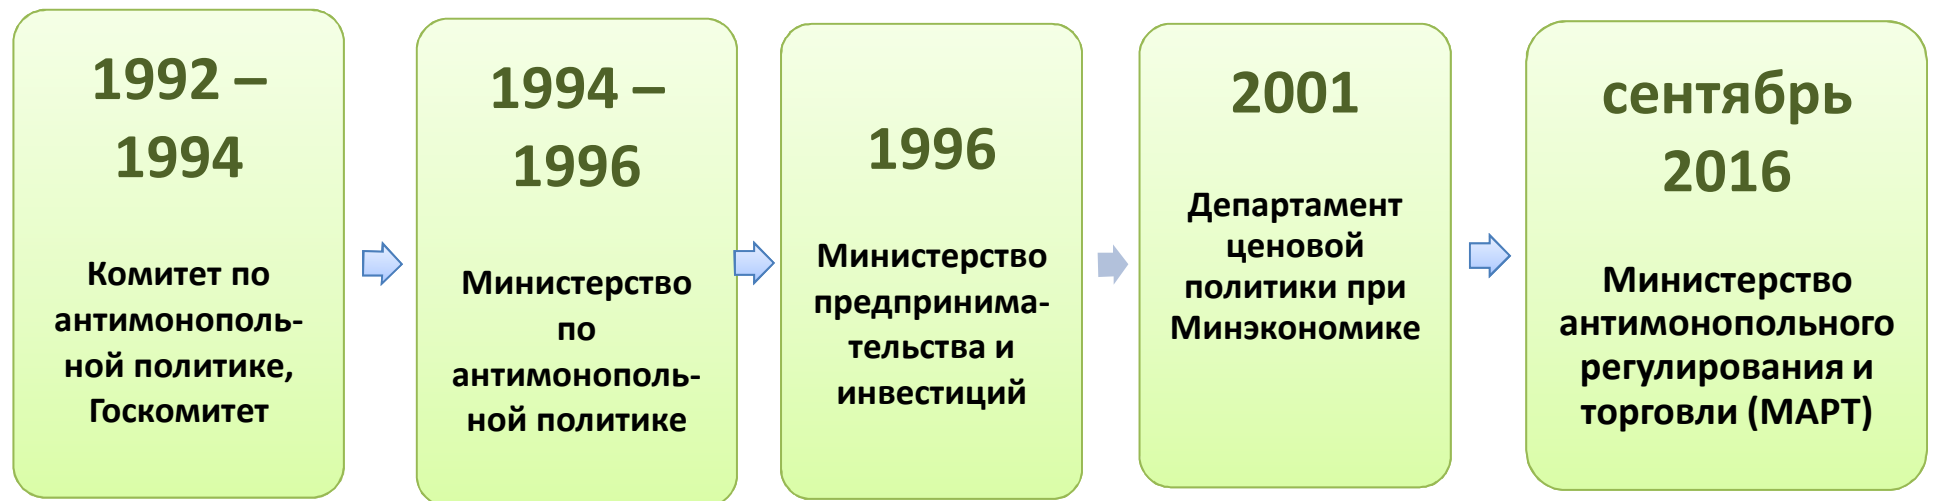 1992 –
1994
Комитет по
антимонополь-
ной политике,
Госкомитет
1994 –
1996
Министерство
по
антимонополь-
ной политике
1996
Министерство
предпринима-
тельства и
инвестиций
2001
Департамент
ценовой
политики при
Минэкономике
сентябрь
2016
Министерство
антимонопольного
регулирования и
торговли (МАРТ)